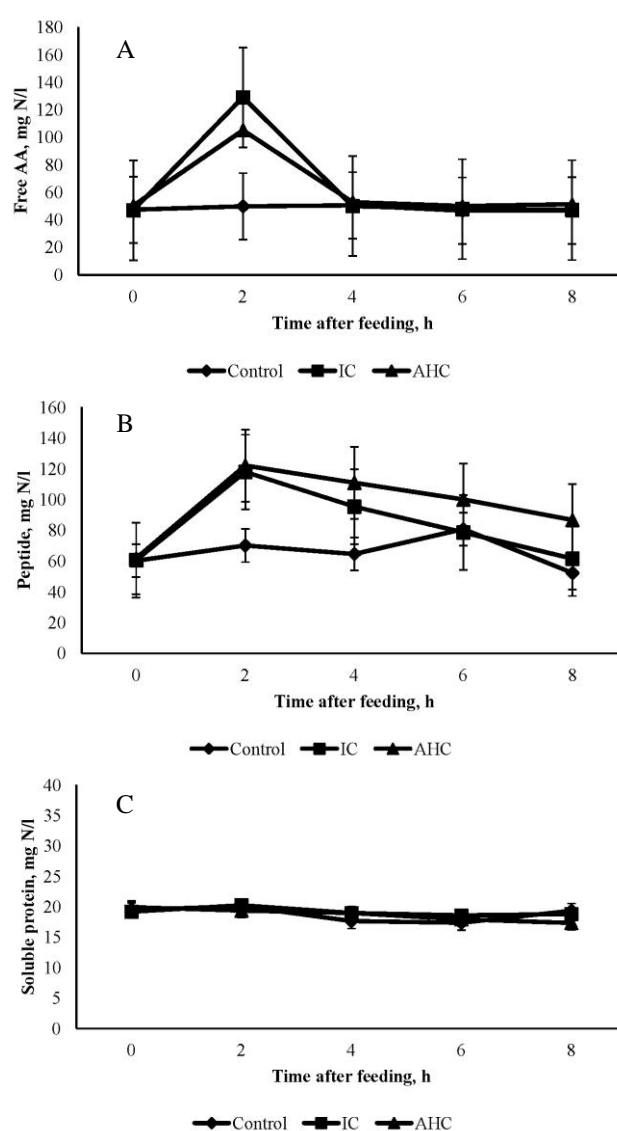 A
Free AA, mg N/l
180
160
140
120
100
80
60
40
20
0
0 2 4 6 8
Time after feeding, h
Control IC AHC
B
Peptide, mg N/l
160
140
120
100
80
60
40
20
0
0 2 4 6 8
Time after feeding, h
Control IC AHC
C
Soluble protein, mg N/l
40
35
30
25
20
15
10
5
0
0 2 4 6 8
Time after feeding, h
Control IC AHC